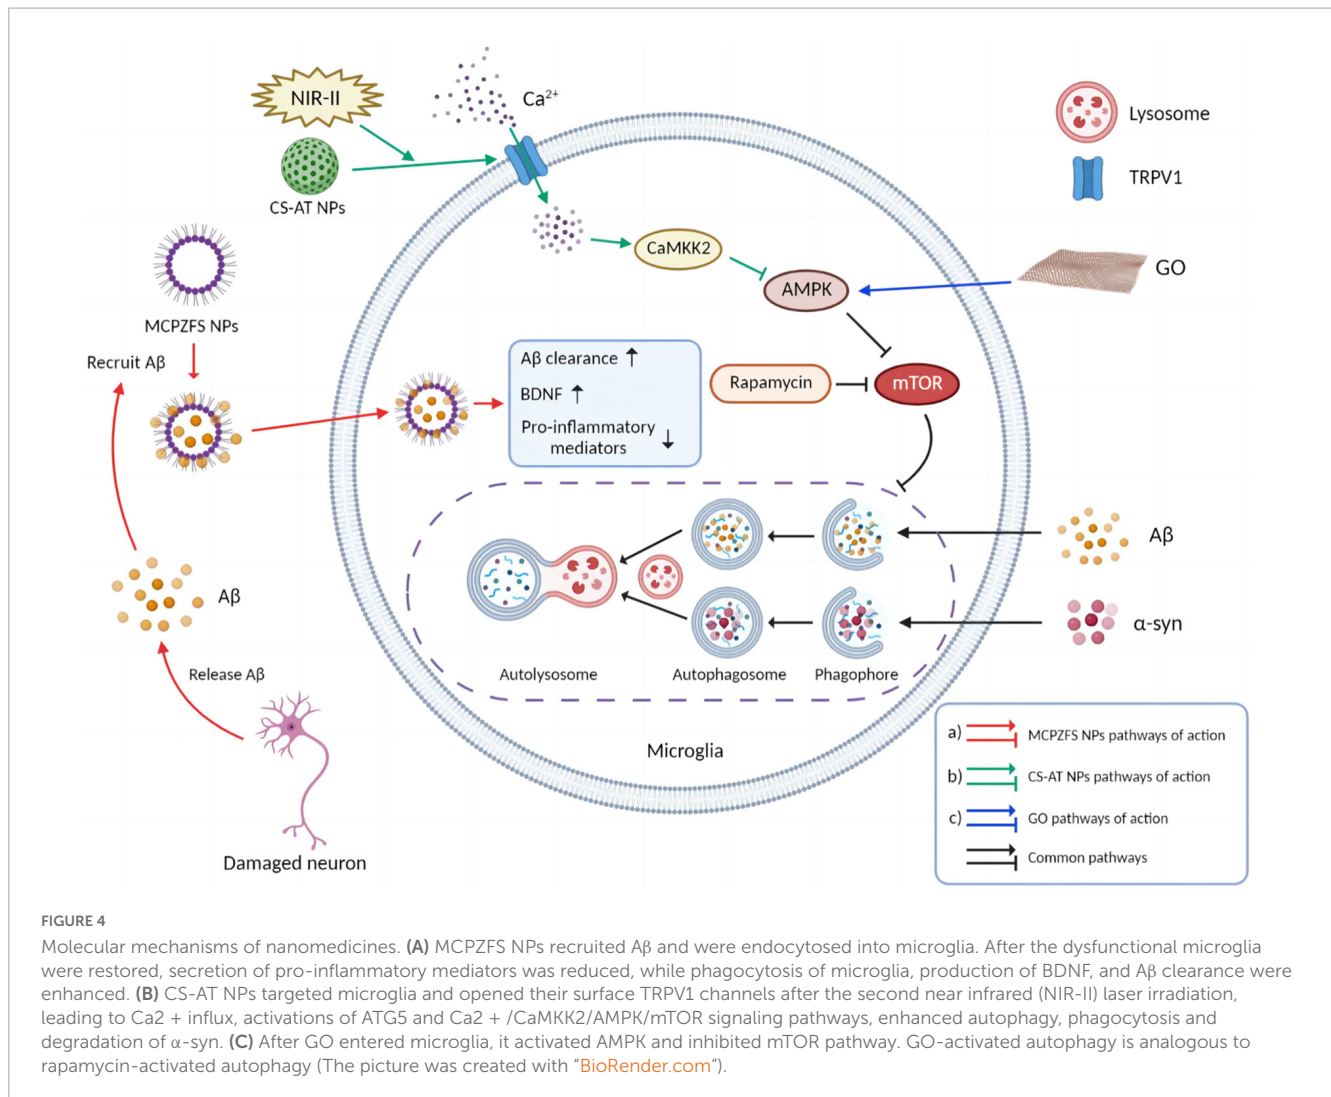 NIR-II
Ca2+
CS-AT NPs
Lysosome
TRPV1
GO
MCPZFS NPs
Recruit Aβ
CaMKK2
AMPK
Aβ clearance ↑
BDNF ↑
Pro-inflammatory ↓
mediators
Rapamycin
mTOR
Aβ
Release Aβ
Damaged neuron
Aβ
α-syn
Autolysosome
Autophagosome
Phagophore
Microglia
a) MCPZFS NPs pathways of action
b) CS-AT NPs pathways of action
c) GO pathways of action
Common pathways
FIGURE 4
Molecular mechanisms of nanomedicines. (A) MCPZFS NPs recruited Aβ and were endocytosed into microglia. After the dysfunctional microglia
were restored, secretion of pro-inflammatory mediators was reduced, while phagocytosis of microglia, production of BDNF, and Aβ clearance were
enhanced. (B) CS-AT NPs targeted microglia and opened their surface TRPV1 channels after the second near infrared (NIR-II) laser irradiation,
leading to Ca2 + influx, activations of ATG5 and Ca2 + /CaMKK2/AMPK/mTOR signaling pathways, enhanced autophagy, phagocytosis and
degradation of α-syn. (C) After GO entered microglia, it activated AMPK and inhibited mTOR pathway. GO-activated autophagy is analogous to
rapamycin-activated autophagy (The picture was created with “BioRender.com”).